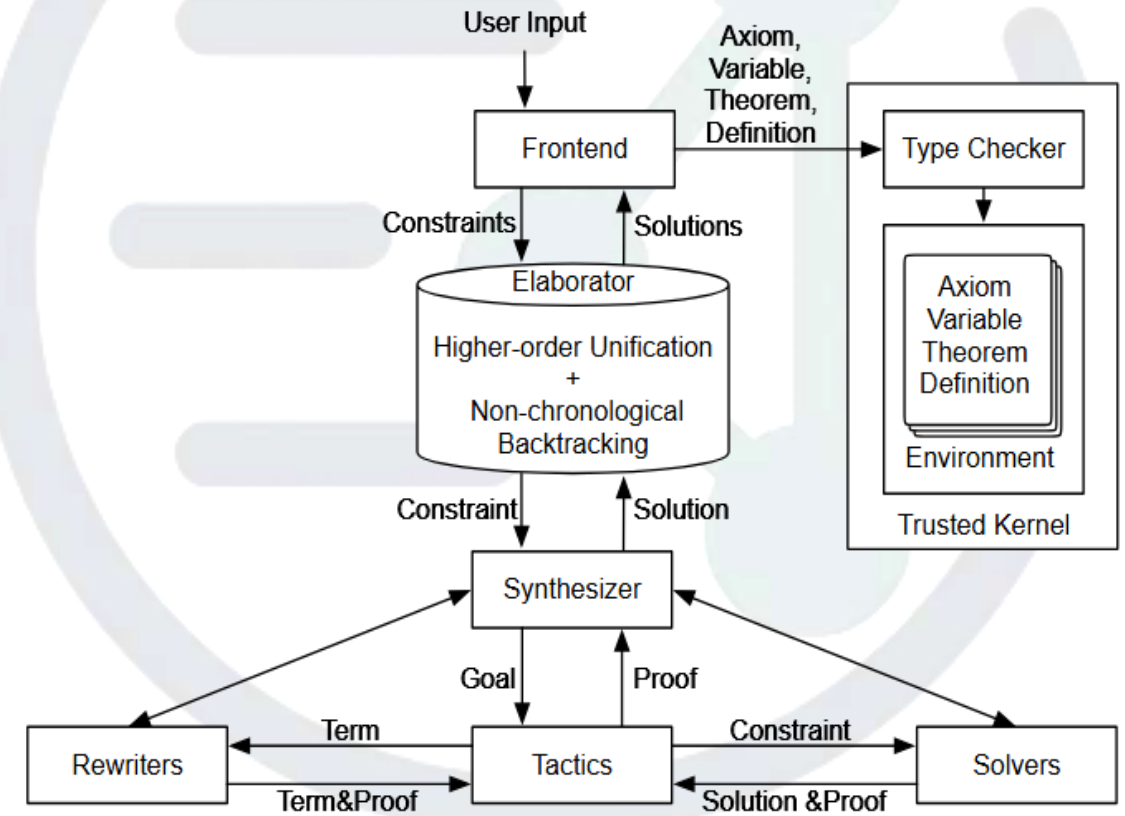 User Input
Axiom,
Variable,
Theorem,
Definition
Frontend
Type Checker
Constraints
Solutions
Elaborator
Higher-order Unification
+
Non-chronological
Backtracking
Axiom
Variable
Theorem
Definition
Environment
Trusted Kernel
Constraint
Solution
Synthesizer
Goal
Proof
Rewriters
Term
Term&Proof
Tactics
Constraint
Solution &Proof
Solvers